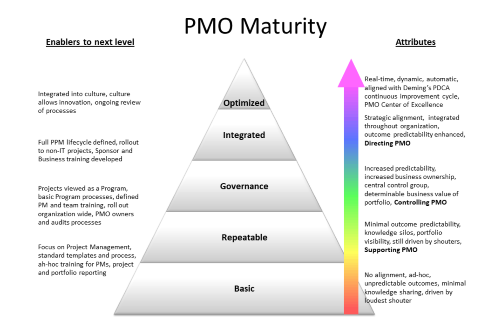 PMO Maturity
Enablers to next level
Attributes
Integrated into culture, culture
allows innovation, ongoing review
of processes
Full PPM lifecycle defined, rollout
to non-IT projects, Sponsor and
Business training developed
Projects viewed as a Program,
basic Program processes, defined
PM and team training, roll out
organization wide, PMO owners
and audits processes
Focus on Project Management,
standard templates and process,
ah-hoc training for PMs, project
and portfolio reporting
Optimized
Integrated
Governance
Repeatable
Basic
Real-time, dynamic, automatic,
aligned with Deming's PDCA
continuous improvement cycle,
PMO Center of Excellence
Strategic alignment, integrated
throughout organization,
outcome predictability enhanced,
Directing PMO
Increased predictability,
increased business ownership,
central control group,
determinable business value of
portfolio, Controlling PMO
Minimal outcome predictability,
knowledge silos, portfolio
visibility, still driven by shouters,
Supporting PMO
No alignment, ad-hoc,
unpredictable outcomes, minimal
knowledge sharing, driven by
loudest shouter